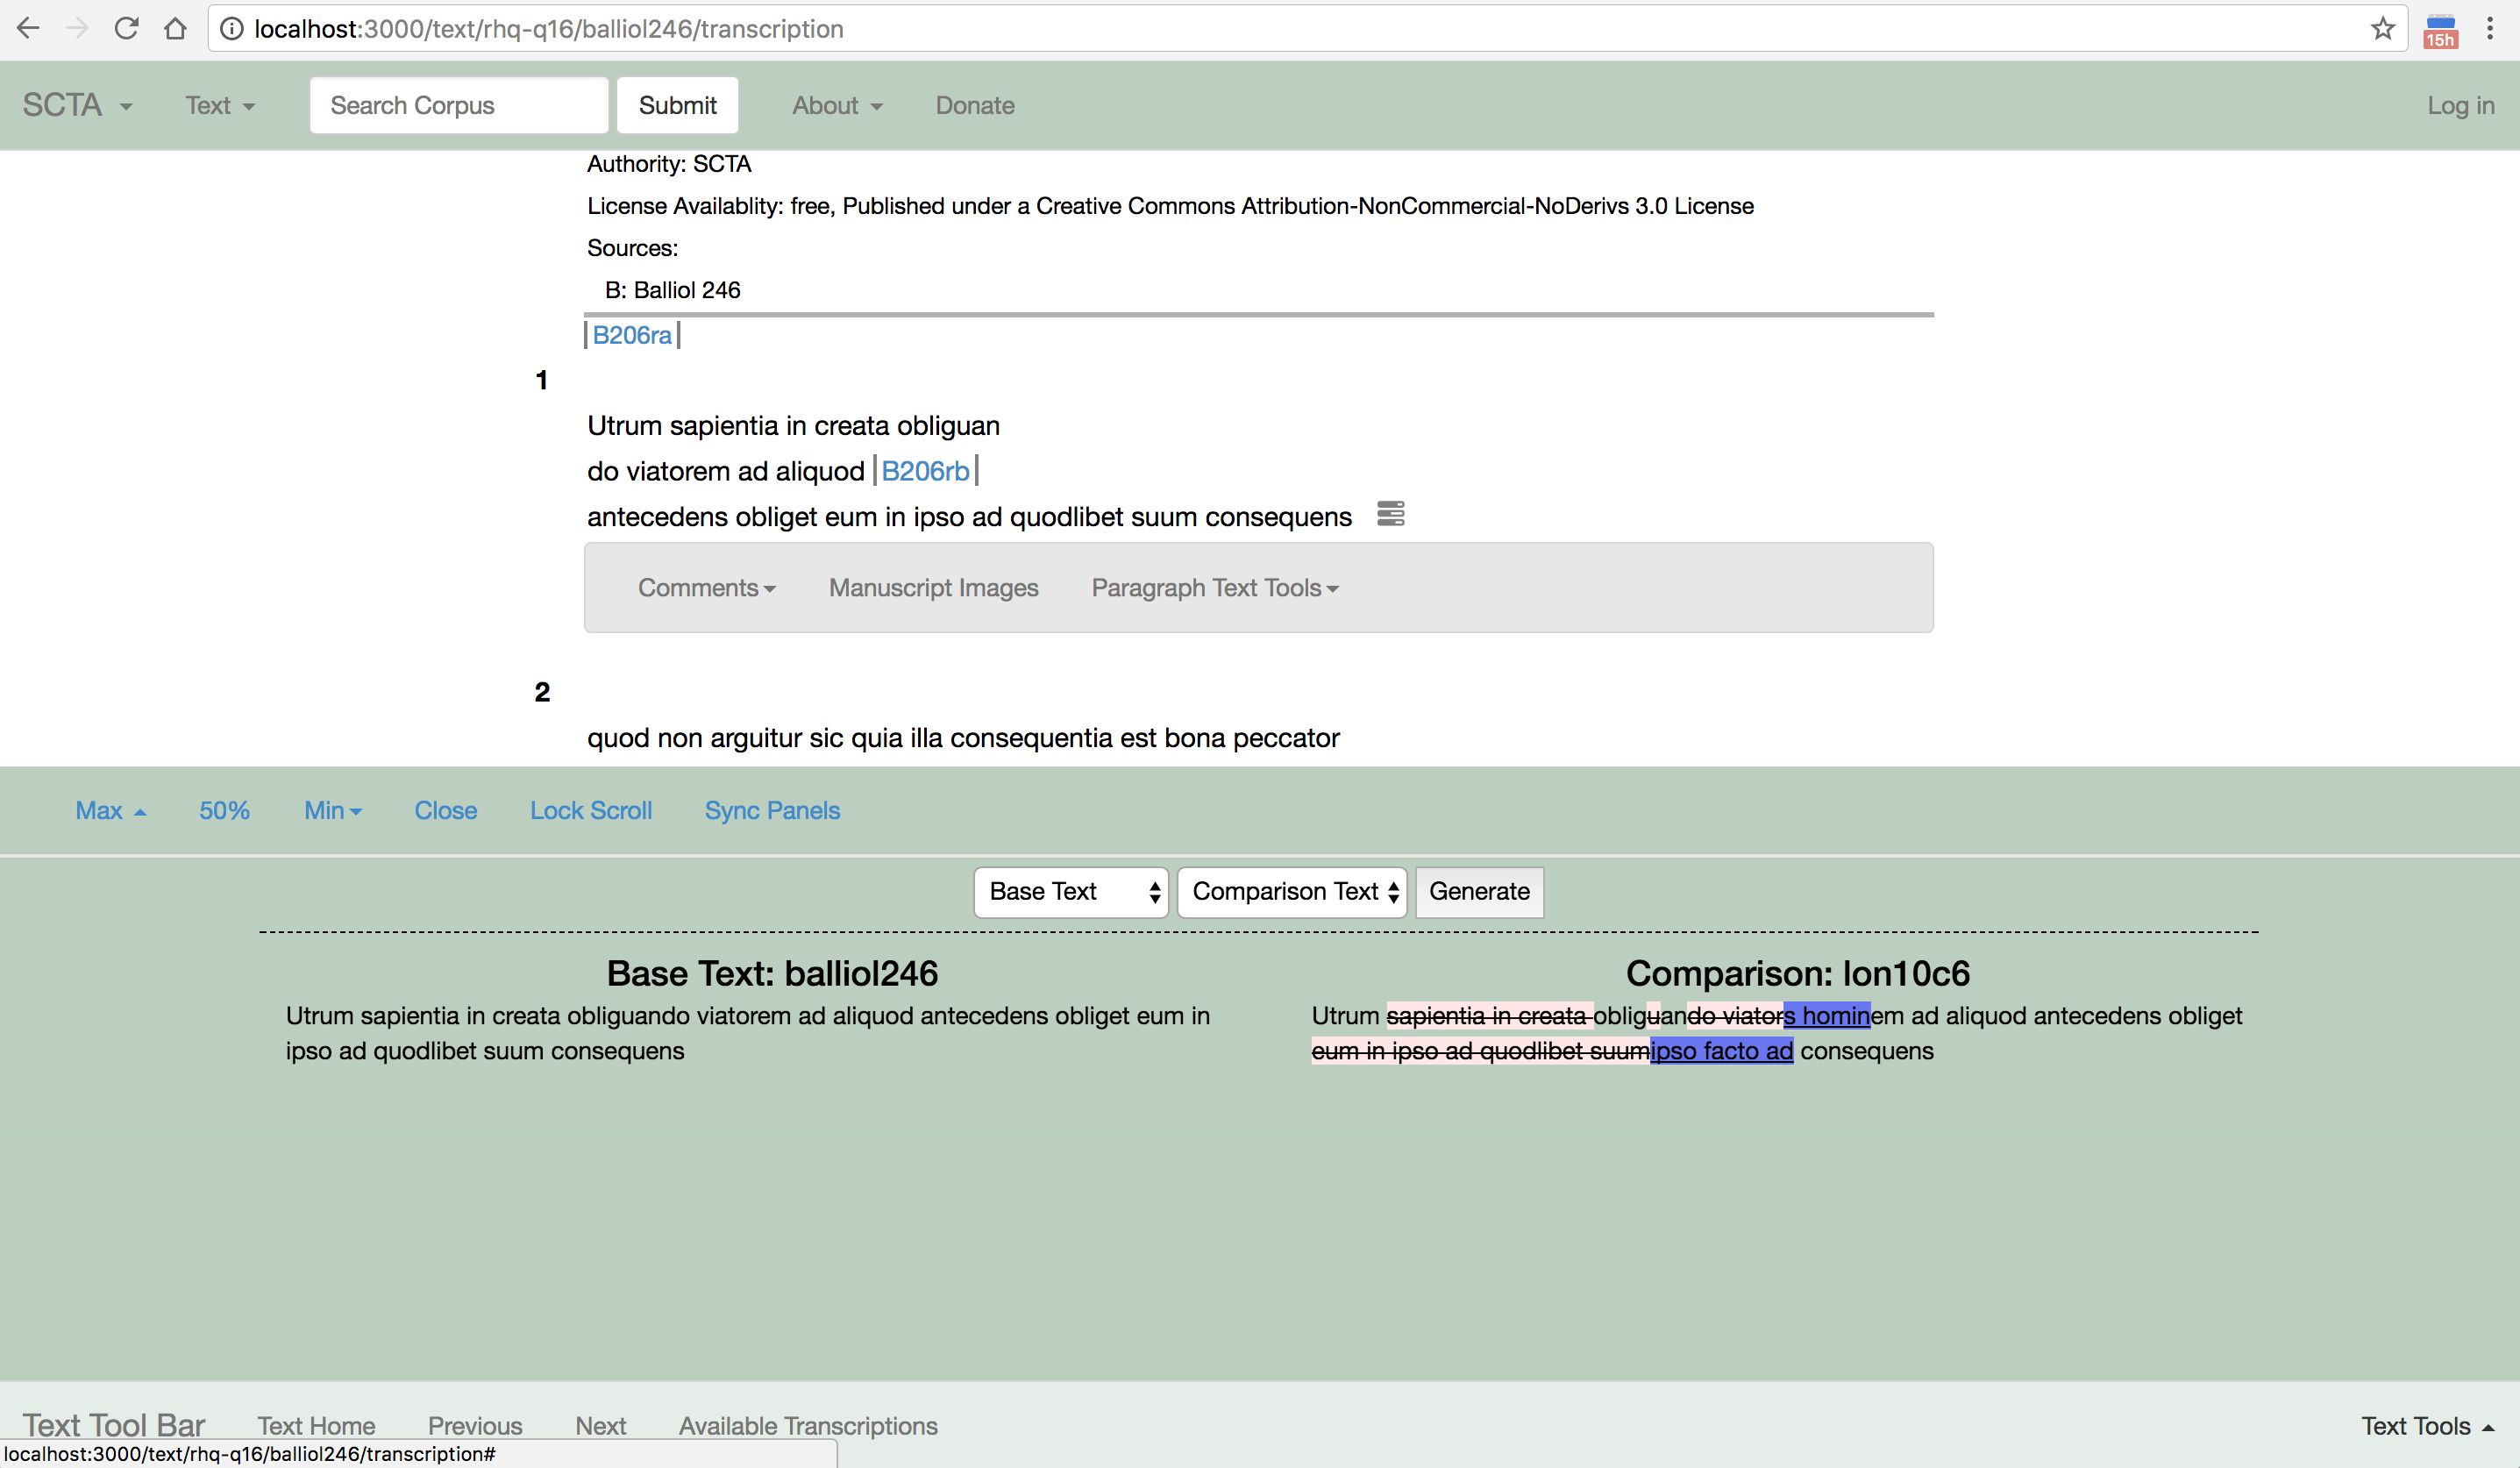 localhost:3000/text/rhq-q16/balliol246/transcription
15h
SCTA Text Search Corpus Submit About Donate Log in
Authority: SCTA
License Availablity: free, Published under a Creative Commons Attribution-NonCommercial-NoDerivs 3.0 License
Sources:
B: Balliol 246
|B206ra|
1
Utrum sapientia in creata obliguan
do viatorem ad aliquod |B206rb|
antecedens obliget eum in ipso ad quodlibet suum consequens
Comments Manuscript Images Paragraph Text Tools
2
quod non arguitur sic quia illa consequentia est bona peccator
Max 50% Min Close Lock Scroll Sync Panels
Base Text Comparison Text Generate
Base Text: balliol246
Utrum sapientia in creata obliguando viatorem ad aliquod antecedens obliget eum in
ipso ad quodlibet suum consequens
Comparison: lon10c6
Utrum sapientia in creata obliguando viators hominem ad aliquod antecedens obliget
eum in ipso ad quodlibet suumipso facto ad consequens
Text Tool Bar Text Home Previous Next Available Transcriptions Text Tools
localhost:3000/text/rhq-q16/balliol246/transcription#